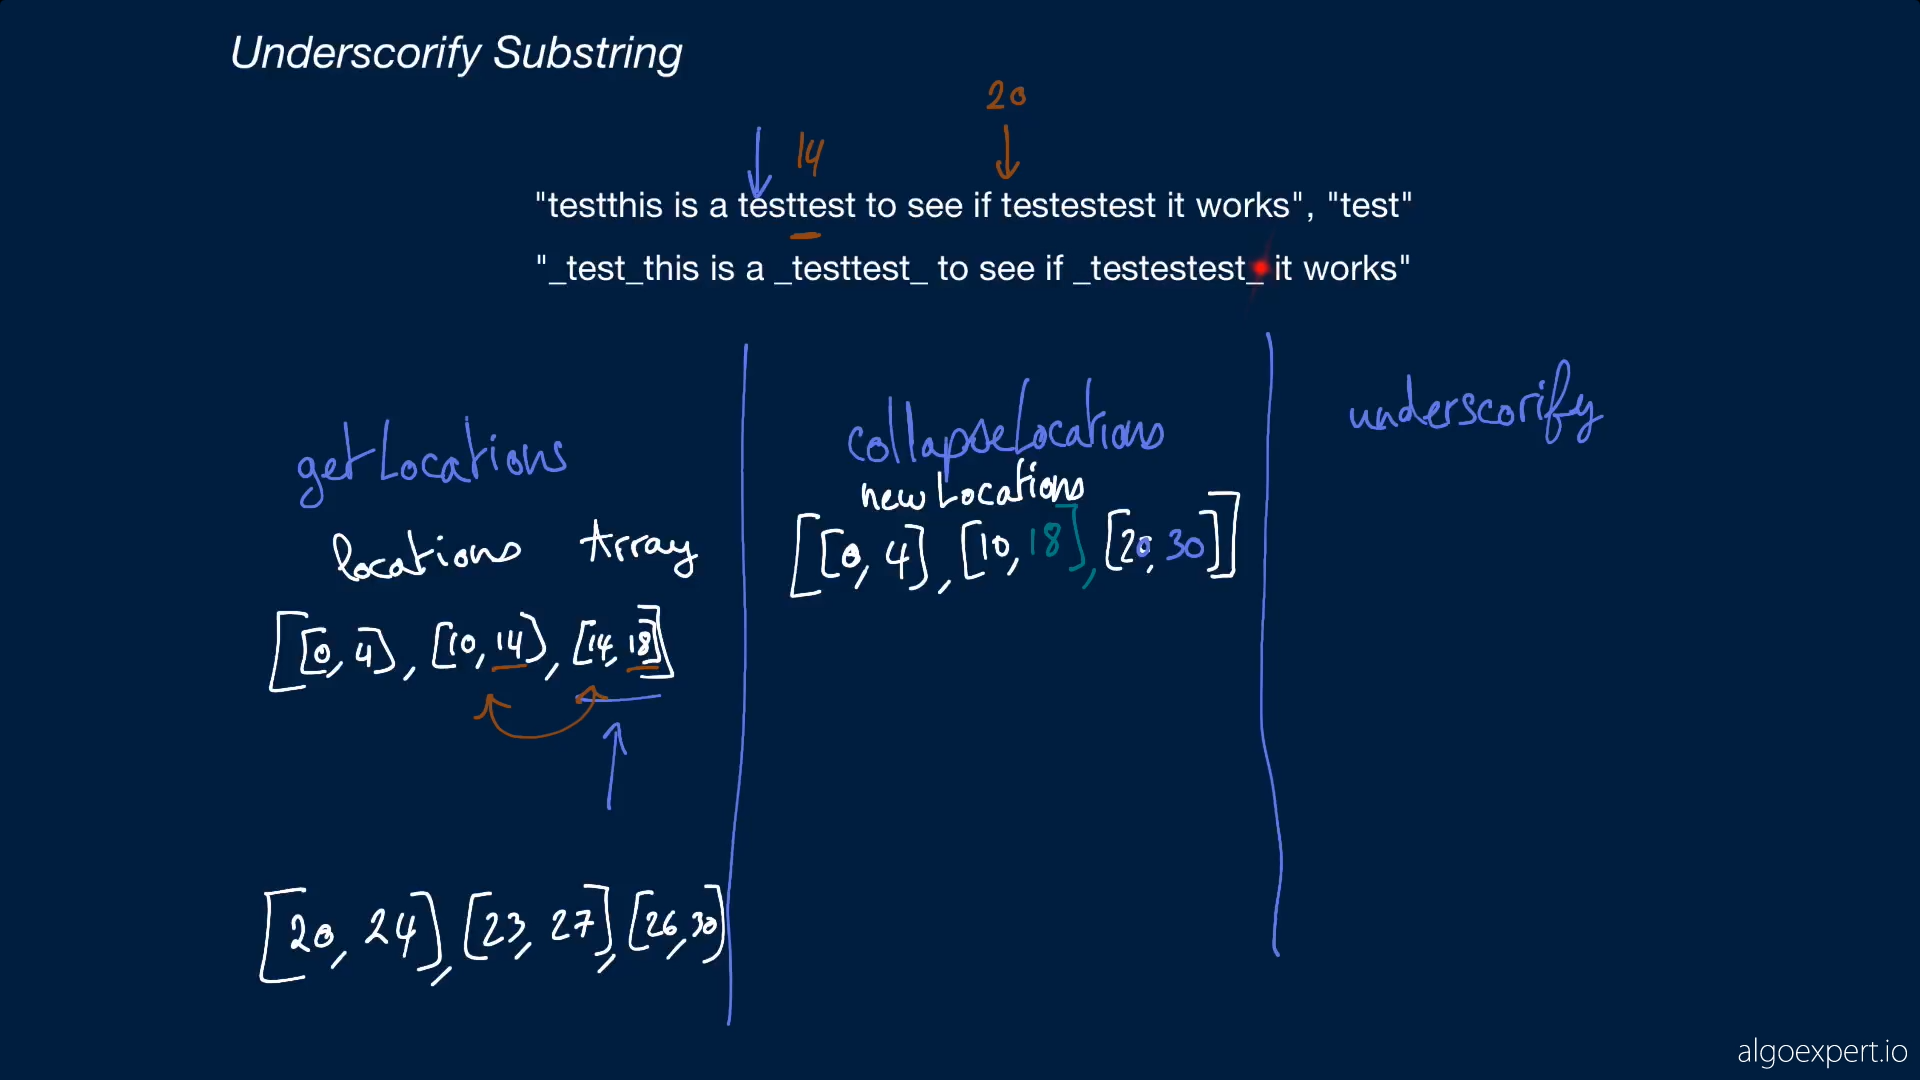 Underscorify Substring
20
14
"testthis is a testtest to see if testestest it works", "test"
"_test_this is a _testtest_ to see if _testestest_ it works"
getLocations
locations Array
[[0, 4], [10, 14], [14, 18]]
[20, 24], [23, 27], [26, 30]
collapseLocations
newLocations
[[0, 4], [10, 18], [20, 30]]
underscorify
algoexpert.io